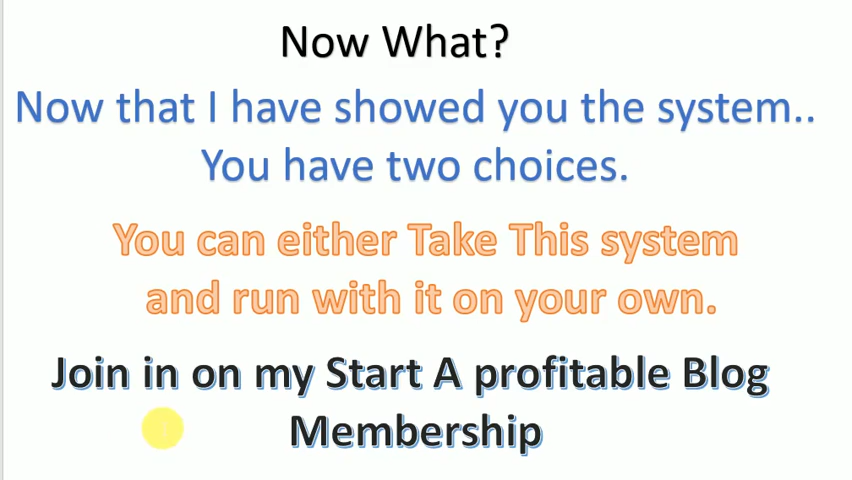 Now What?
Now that I have showed you the system..
You have two choices.
You can either Take This system
and run with it on your own.
Join in on my Start A profitable Blog
Membership